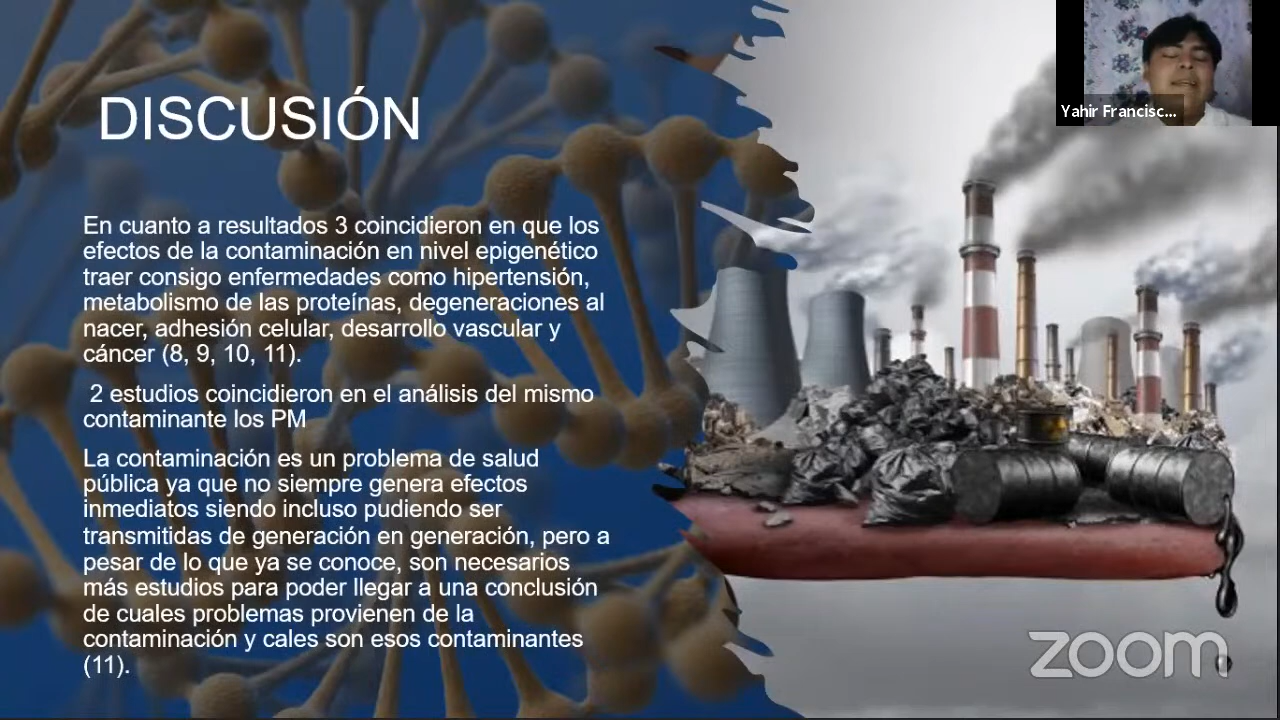 DISCUSIÓN
En cuanto a resultados 3 coincidieron en que los
efectos de la contaminación en nivel epigenético
traer consigo enfermedades como hipertensión,
metabolismo de las proteínas, degeneraciones al
nacer, adhesión celular, desarrollo vascular y
cáncer (8, 9, 10, 11).
2 estudios coincidieron en el análisis del mismo
contaminante los PM
La contaminación es un problema de salud
pública ya que no siempre genera efectos
inmediatos siendo incluso pudiendo ser
transmitidas de generación en generación, pero a
pesar de lo que ya se conoce, son necesarios
más estudios para poder llegar a una conclusión
de cuales problemas provienen de la
contaminación y cales son esos contaminantes
(11).
Yahir Francisc...
zoom